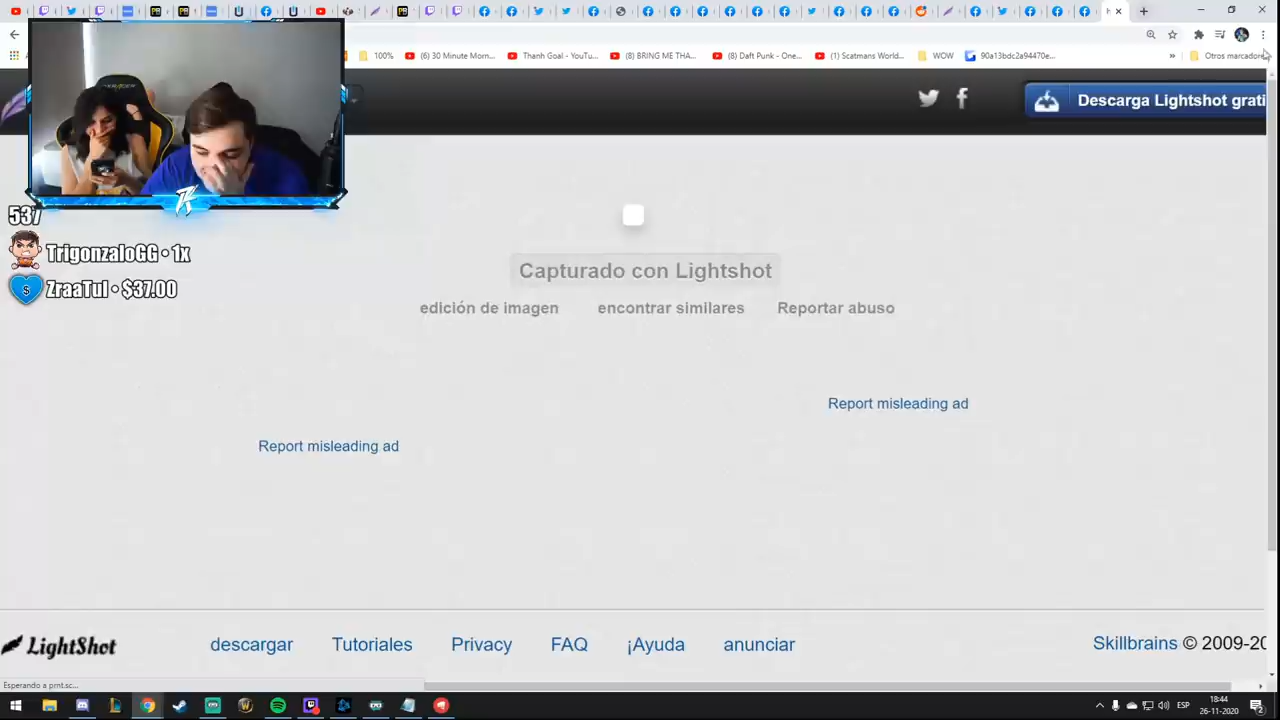 100%
(6) 30 Minute Morn...
Thanh Goal - YouTu...
(8) BRING ME THA...
(8) Daft Punk - One...
(1) Scatmans World...
WOW
90a13bdc2a94470e...
»
Otros marcadores
Descarga Lightshot grati
537
TrigonzaloGG • 1x
ZraaTul • $37.00
Capturado con Lightshot
edición de imagen
encontrar similares
Reportar abuso
Report misleading ad
Report misleading ad
LightShot
descargar
Tutoriales
Privacy
FAQ
¡Ayuda
anunciar
Skillbrains © 2009-20
Esperando a prnt.sc...
ESP
18:44
26-11-2020